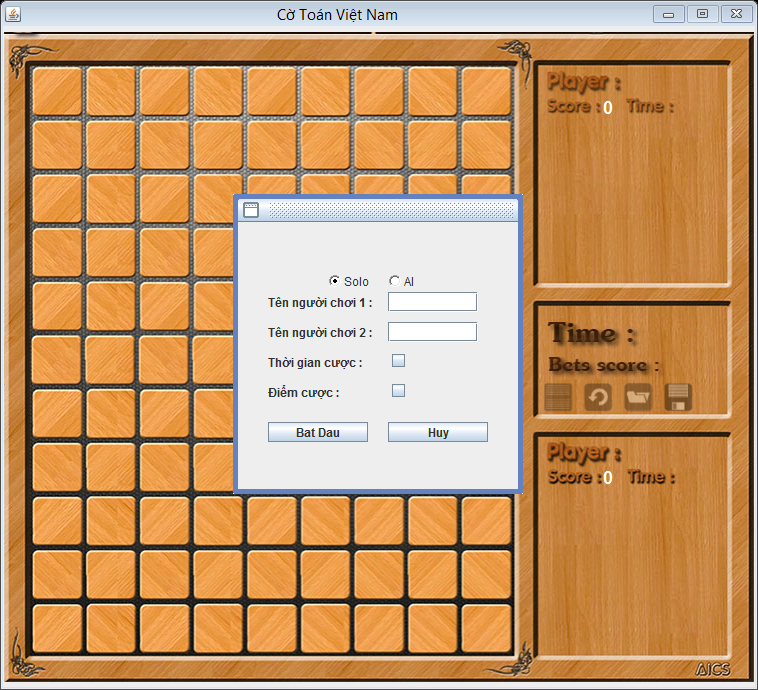 Cờ Toán Việt Nam
Player :
Score : 0 Time :
Solo AI
Tên người chơi 1 :
Tên người chơi 2 :
Thời gian cược :
Điểm cược :
Bat Dau Huy
Time :
Bets score :
Player :
Score : 0 Time :
AICS